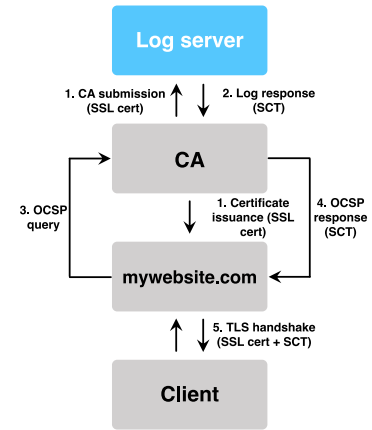 Log server
1. CA submission
(SSL cert)
2. Log response
(SCT)
CA
3. OCSP
query
1. Certificate
issuance (SSL
cert)
4. OCSP
response
(SCT)
mywebsite.com
5. TLS handshake
(SSL cert + SCT)
Client